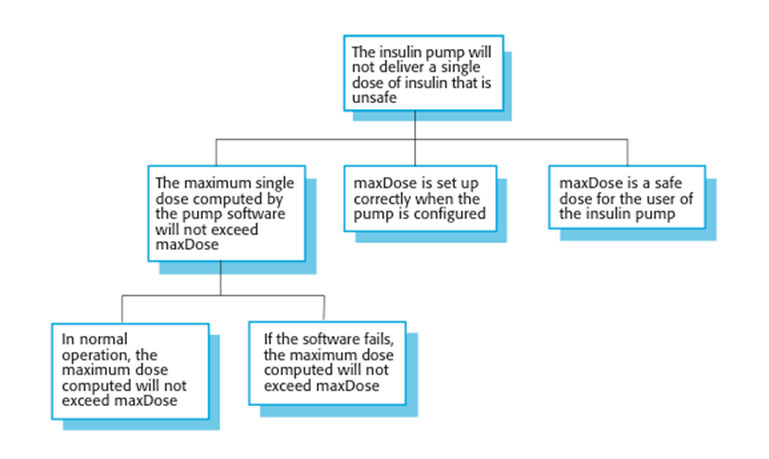 The insulin pump will
not deliver a single
dose of insulin that is
unsafe
The maximum single
dose computed by
the pump software
will not exceed
maxDose
maxDose is set up
correctly when the
pump is configured
maxDose is a safe
dose for the user of
the insulin pump
In normal
operation, the
maximum dose
computed will not
exceed maxDose
If the software fails,
the maximum dose
computed will not
exceed maxDose